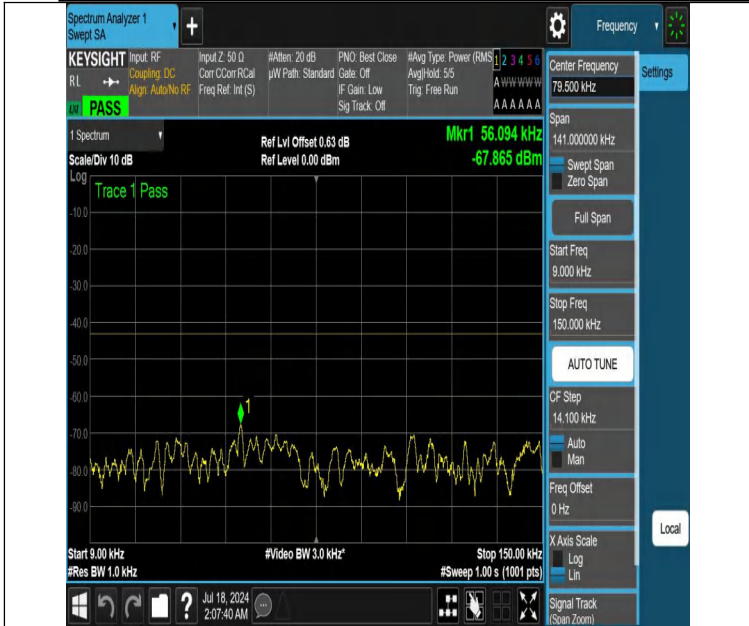 Spectrum Analyzer 1
Swept SA
+
Frequency
KEYSIGHT
RL
PASS
Input: RF
Coupling: DC
Align: Auto/No RF
Input Z: 50 Ω
Corr CCorr RCal
Freq Ref: Int (S)
#Atten: 20 dB
µW Path: Standard
PNO: Best Close
Gate: Off
IF Gain: Low
Sig Track: Off
#Avg Type: Power (RMS
Avg|Hold: 5/5
Trig: Free Run
1 2 3 4 5 6
A W W W W W
A A A A A A
1 Spectrum
Scale/Div 10 dB
Ref Lvl Offset 0.63 dB
Ref Level 0.00 dBm
Mkr1 56.094 kHz
-67.865 dBm
Log
Trace 1 Pass
-10.0
-20.0
-30.0
-40.0
-50.0
-60.0
-70.0
-80.0
-90.0
1
Start 9.00 kHz
#Res BW 1.0 kHz
#Video BW 3.0 kHz*
Stop 150.00 kHz
#Sweep 1.00 s (1001 pts)
?
Jul 18, 2024
2:07:40 AM
Center Frequency
79.500 kHz
Settings
Span
141.000000 kHz
Swept Span
Zero Span
Full Span
Start Freq
9.000 kHz
Stop Freq
150.000 kHz
AUTO TUNE
CF Step
14.100 kHz
Auto
Man
Freq Offset
0 Hz
X Axis Scale
Log
Lin
Local
Signal Track
(Span Zoom)